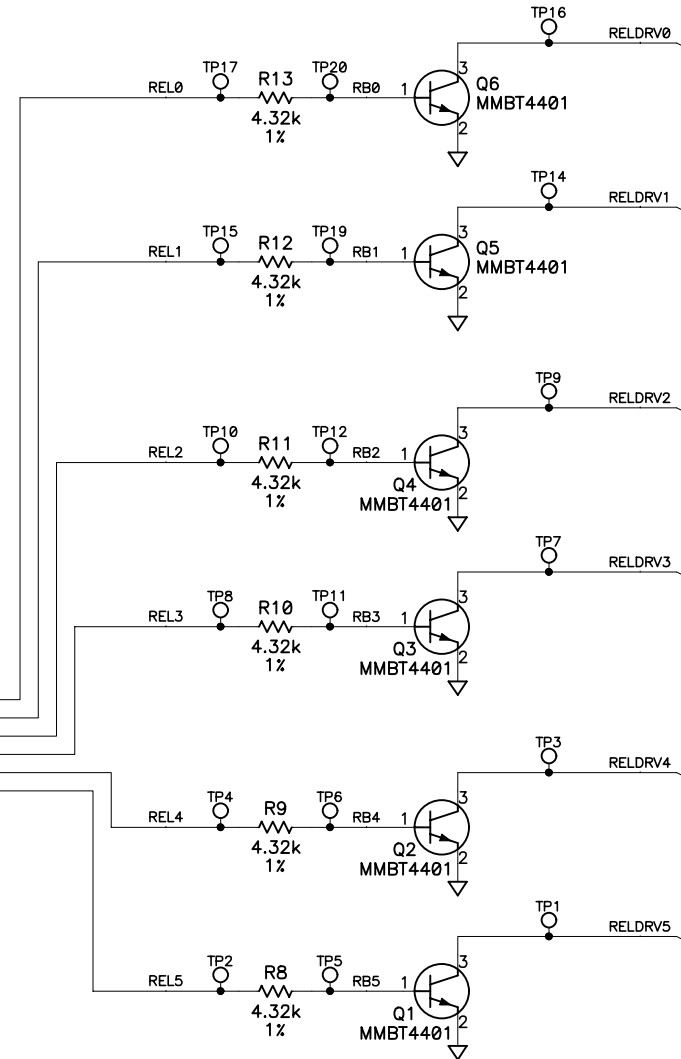 TP16
RELDRV0
TP17
R13
TP20
3
Q6
REL0
RB0
1
MMBT4401
4.32k
2
1%
TP14
RELDRV1
TP15
R12
TP19
3
Q5
REL1
RB1
1
MMBT4401
4.32k
2
1%
TP9
RELDRV2
TP10
R11
TP12
3
REL2
RB2
1
4.32k
Q4
2
1%
MMBT4401
TP7
RELDRV3
TP8
R10
TP11
3
REL3
RB3
1
4.32k
Q3
2
1%
MMBT4401
TP3
RELDRV4
TP4
R9
TP6
3
REL4
RB4
1
4.32k
Q2
2
1%
MMBT4401
TP1
RELDRV5
TP2
R8
TP5
3
REL5
RB5
1
4.32k
Q1
2
1%
MMBT4401